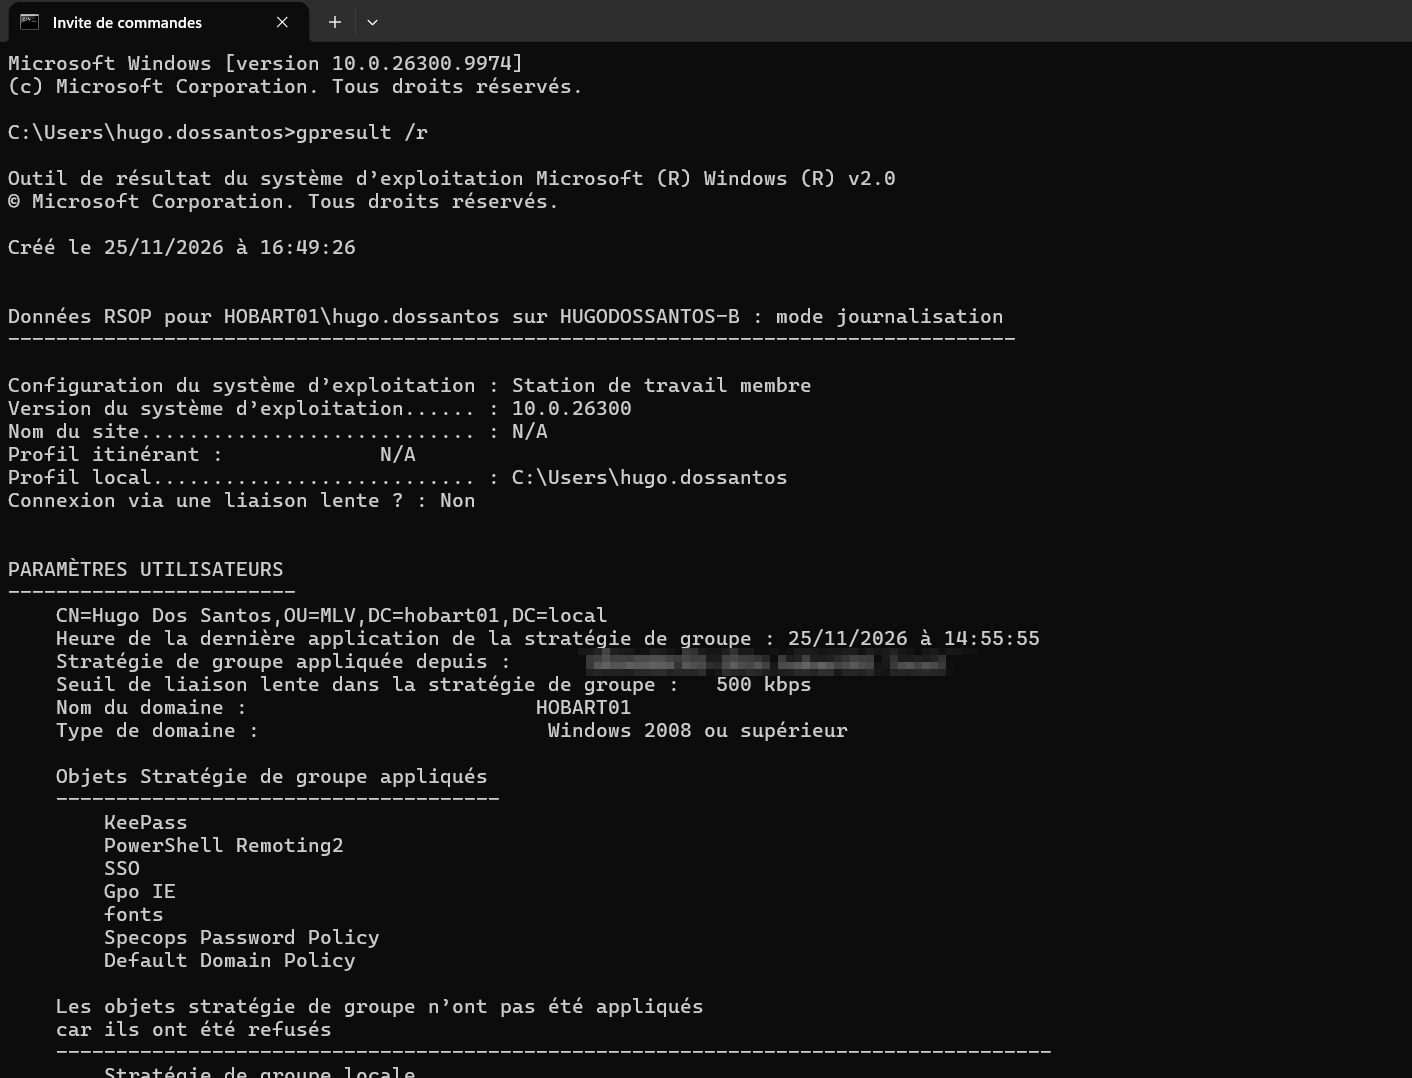 Invite de commandes
Microsoft Windows [version 10.0.26300.9974]
(c) Microsoft Corporation. Tous droits réservés.
C:\Users\hugo.dossantos>gpresult /r
Outil de résultat du système d’exploitation Microsoft (R) Windows (R) v2.0
© Microsoft Corporation. Tous droits réservés.
Créé le 25/11/2026 à 16:49:26
Données RSOP pour HOBART01\hugo.dossantos sur HUGODOSSANTOS-B : mode journalisation
------------------------------------------------------------------------------------
Configuration du système d’exploitation : Station de travail membre
Version du système d’exploitation...... : 10.0.26300
Nom du site............................ : N/A
Profil itinérant :             N/A
Profil local........................... : C:\Users\hugo.dossantos
Connexion via une liaison lente ? : Non
PARAMÈTRES UTILISATEURS
------------------------
CN=Hugo Dos Santos,OU=MLV,DC=hobart01,DC=local
Heure de la dernière application de la stratégie de groupe : 25/11/2026 à 14:55:55
Stratégie de groupe appliquée depuis :
Seuil de liaison lente dans la stratégie de groupe :   500 kbps
Nom du domaine :                        HOBART01
Type de domaine :                        Windows 2008 ou supérieur
Objets Stratégie de groupe appliqués
-------------------------------------
KeePass
PowerShell Remoting2
SSO
Gpo IE
fonts
Specops Password Policy
Default Domain Policy
Les objets stratégie de groupe n’ont pas été appliqués
car ils ont été refusés
-----------------------------------------------------------------------------------
Stratégie de groupe locale